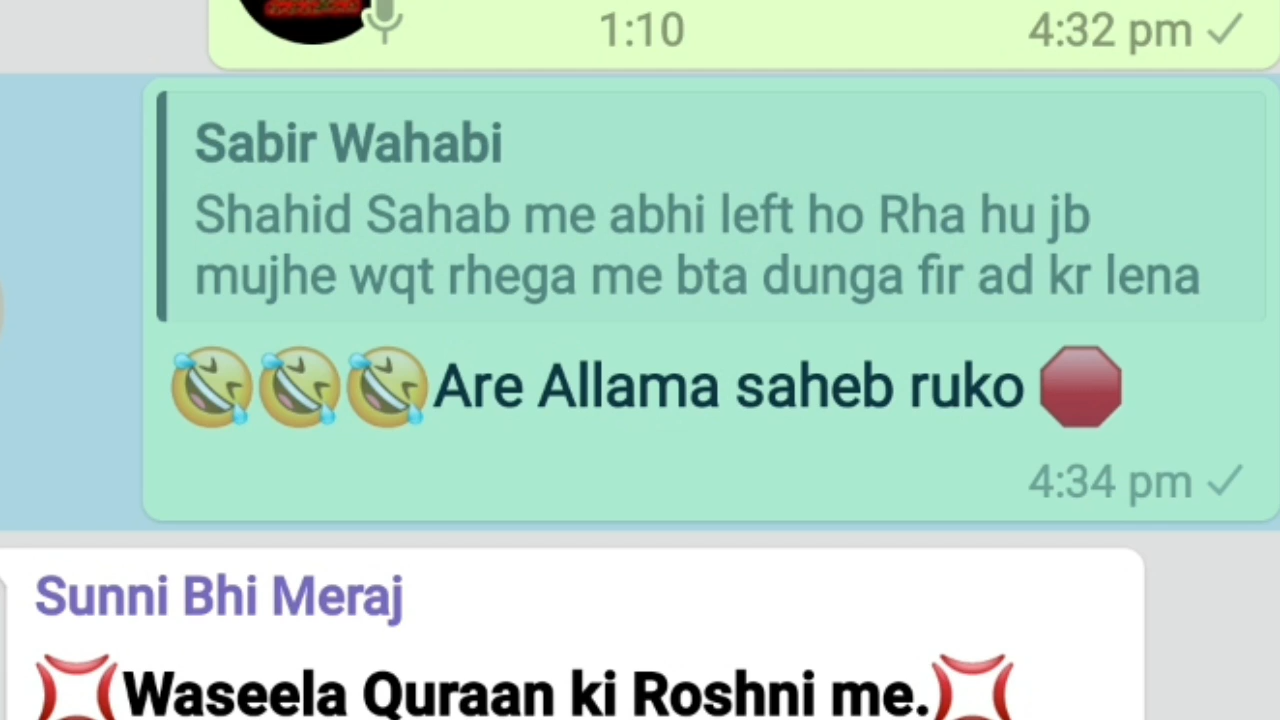 1:10 4:32 pm
Sabir Wahabi
Shahid Sahab me abhi left ho Rha hu jb
mujhe wqt rhega me bta dunga fir ad kr lena
🤣🤣🤣Are Allama saheb ruko 🛑
4:34 pm
Sunni Bhi Meraj
💢Waseela Quraan ki Roshni me.💢